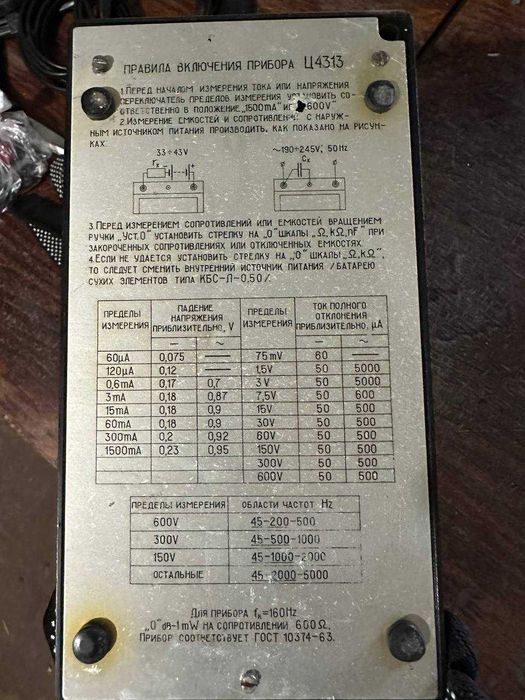 ПРАВИЛА ВКЛЮЧЕНИЯ ПРИБОРА Ц4313
1.ПЕРЕД НАЧАЛОМ ИЗМЕРЕНИЯ ТОКА ИЛИ НАПРЯЖЕНИЯ
ПЕРЕКЛЮЧАТЕЛЬ ПРЕДЕЛОВ ИЗМЕРЕНИЯ УСТАНОВИТЬ СО-
ОТВЕТСТВЕННО В ПОЛОЖЕНИЕ „1500mA" ИЛИ „600V"
2.ИЗМЕРЕНИЕ ЕМКОСТЕЙ И СОПРОТИВЛЕНИЙ С НАРУЖ-
НЫМ ИСТОЧНИКОМ ПИТАНИЯ ПРОИЗВОДИТЬ, КАК ПОКАЗАНО НА РИСУН-
КАХ.
33÷43V ~190÷245V, 50Hz
rx Cx
3. ПЕРЕД ИЗМЕРЕНИЕМ СОПРОТИВЛЕНИЙ ИЛИ ЕМКОСТЕЙ ВРАЩЕНИЕМ
РУЧКИ „УСТ.0" УСТАНОВИТЬ СТРЕЛКУ НА „0" ШКАЛЫ „Ω, kΩ, nF" ПРИ
ЗАКОРОЧЕННЫХ СОПРОТИВЛЕНИЯХ ИЛИ ОТКЛЮЧЕННЫХ ЕМКОСТЯХ.
4.ЕСЛИ НЕ УДАЕТСЯ УСТАНОВИТЬ СТРЕЛКУ НА „0" ШКАЛЫ „Ω, kΩ",
ТО СЛЕДУЕТ СМЕНИТЬ ВНУТРЕННИЙ ИСТОЧНИК ПИТАНИЯ /БАТАРЕЮ
СУХИХ ЭЛЕМЕНТОВ ТИПА КБС-Л-0,50/.
ПРЕДЕЛЫ ИЗМЕРЕНИЯ ПАДЕНИЕ НАПРЯЖЕНИЯ ПРИБЛИЗИТЕЛЬНО, V ПРЕДЕЛЫ ИЗМЕРЕНИЯ ТОК ПОЛНОГО ОТКЛОНЕНИЯ ПРИБЛИЗИТЕЛЬНО, μA
— ~ — ~
60μA 0,075 — 75mV 60 —
120μA 0,12 — 1,5V 50 5000
0,6mA 0,17 0,7 3V 50 5000
3mA 0,18 0,87 7,5V 50 600
15mA 0,18 0,9 15V 50 500
60mA 0,18 0,9 30V 50 500
300mA 0,2 0,92 60V 50 500
1500mA 0,23 0,95 150V 50 500
300V 50 500
600V 50 500
ПРЕДЕЛЫ ИЗМЕРЕНИЯ ОБЛАСТИ ЧАСТОТ Hz
600V 45-200-500
300V 45-500-1000
150V 45-1000-2000
ОСТАЛЬНЫЕ 45-2000-5000
ДЛЯ ПРИБОРА fн=160Hz
„0"dв-1mW НА СОПРОТИВЛЕНИИ 600Ω.
ПРИБОР СООТВЕТСТВУЕТ ГОСТ 10374-63.